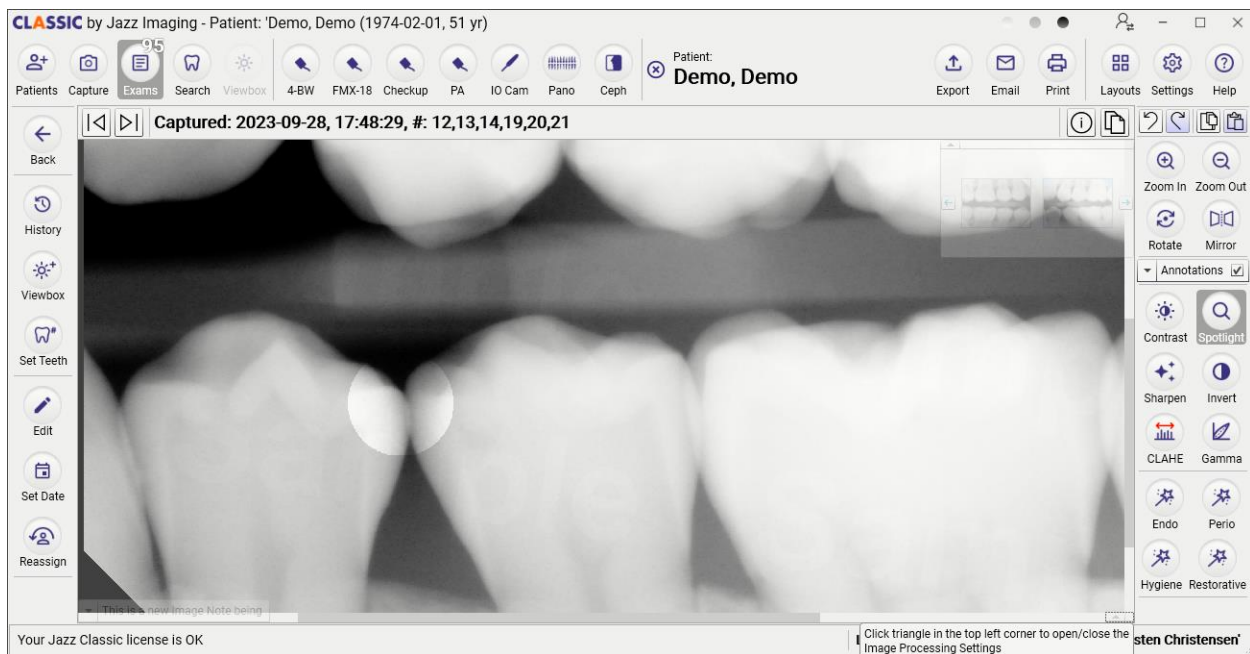 CLASSIC by Jazz Imaging - Patient: 'Demo, Demo (1974-02-01, 51 yr)
95
Patients Capture Exams Search Viewbox 4-BW FMX-18 Checkup PA IO Cam Pano Ceph
Patient:
Demo, Demo
Export Email Print Layouts Settings Help
Captured: 2023-09-28, 17:48:29, #: 12,13,14,19,20,21
Back
History
Viewbox
Set Teeth
Edit
Set Date
Reassign
Zoom In Zoom Out
Rotate Mirror
Annotations
Contrast Spotlight
Sharpen Invert
CLAHE Gamma
Endo Perio
Hygiene Restorative
This is a new Image Note being
Your Jazz Classic license is OK
Click triangle in the top left corner to open/close the
Image Processing Settings
sten Christensen'